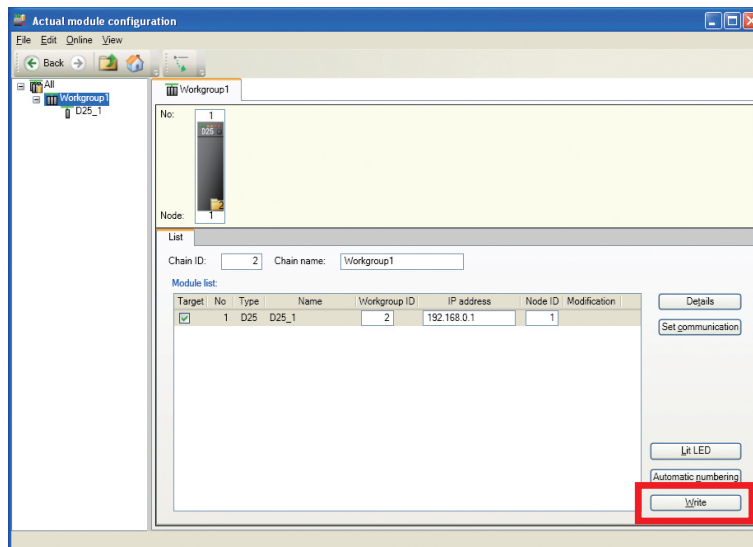 Actual module configuration
File Edit Online View
Back
All
Workgroup1
D25_1
Workgroup1
No: 1
D25
2
Node: 1
List
Chain ID: 2 Chain name: Workgroup1
Module list:
Target No Type Name Workgroup ID IP address Node ID Modification
1 D25 D25_1 2 192.168.0.1 1
Details
Set communication
Lit LED
Automatic numbering
Write